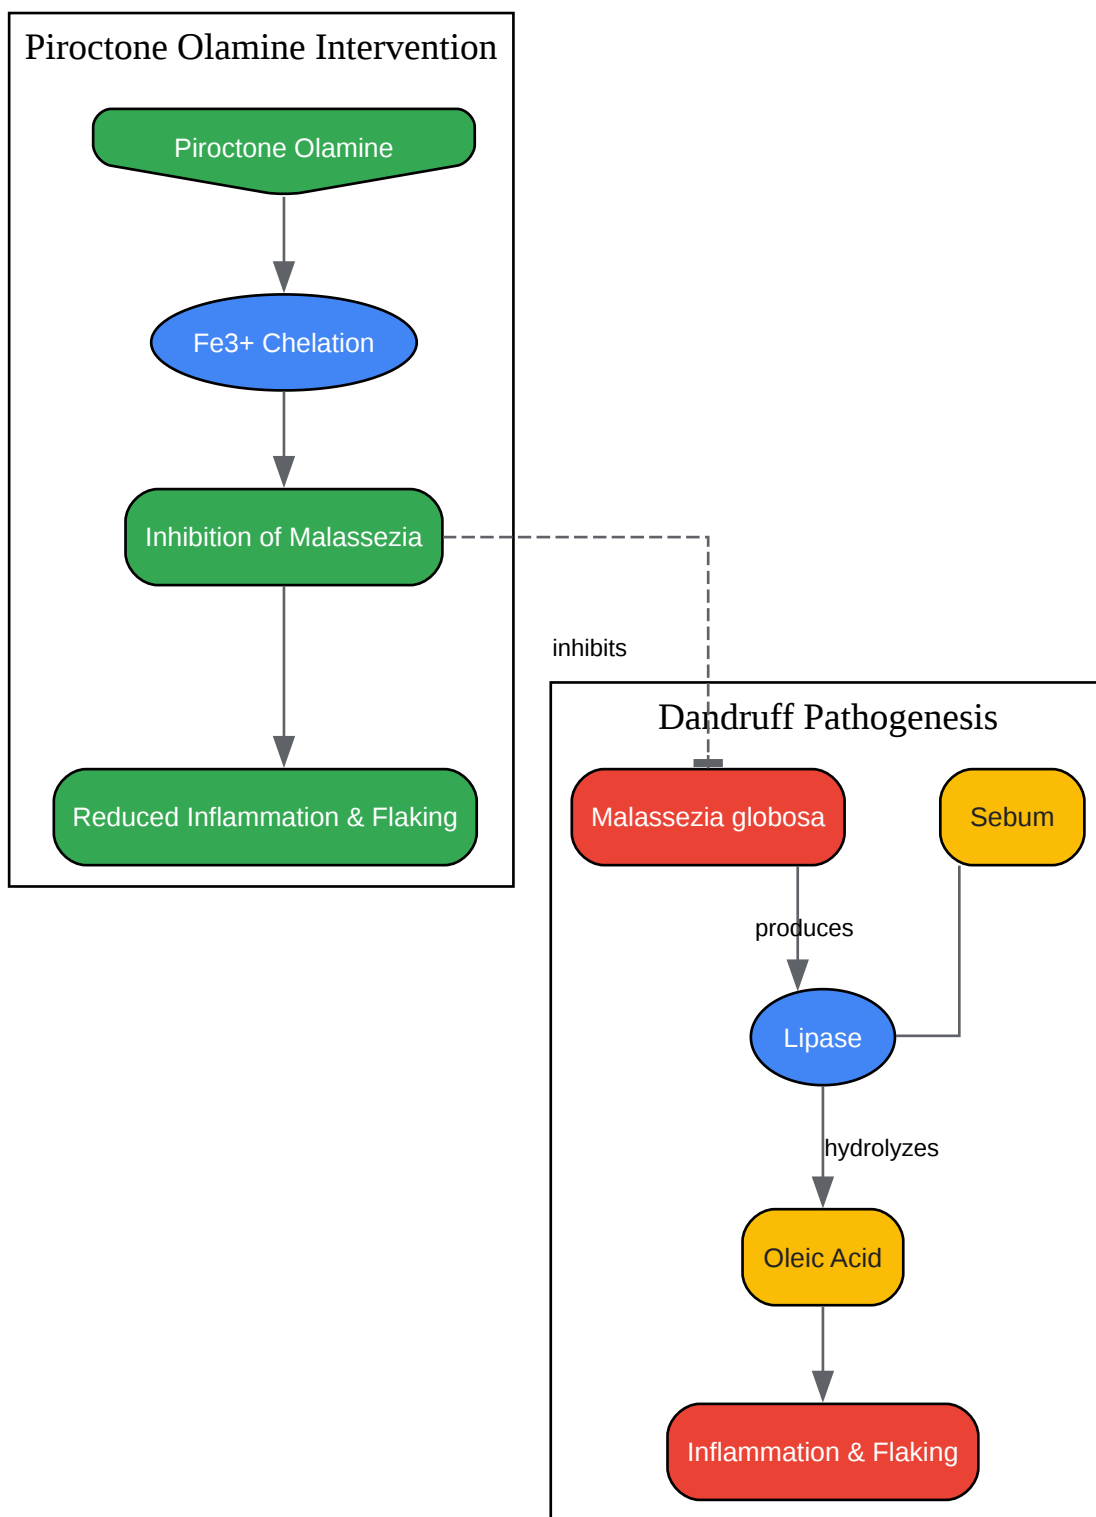 Piroctone Olamine Intervention
Piroctone Olamine
Fe3+ Chelation
Inhibition of Malassezia
inhibits
Reduced Inflammation & Flaking
Dandruff Pathogenesis
Malassezia globosa
Sebum
produces
Lipase
hydrolyzes
Oleic Acid
Inflammation & Flaking